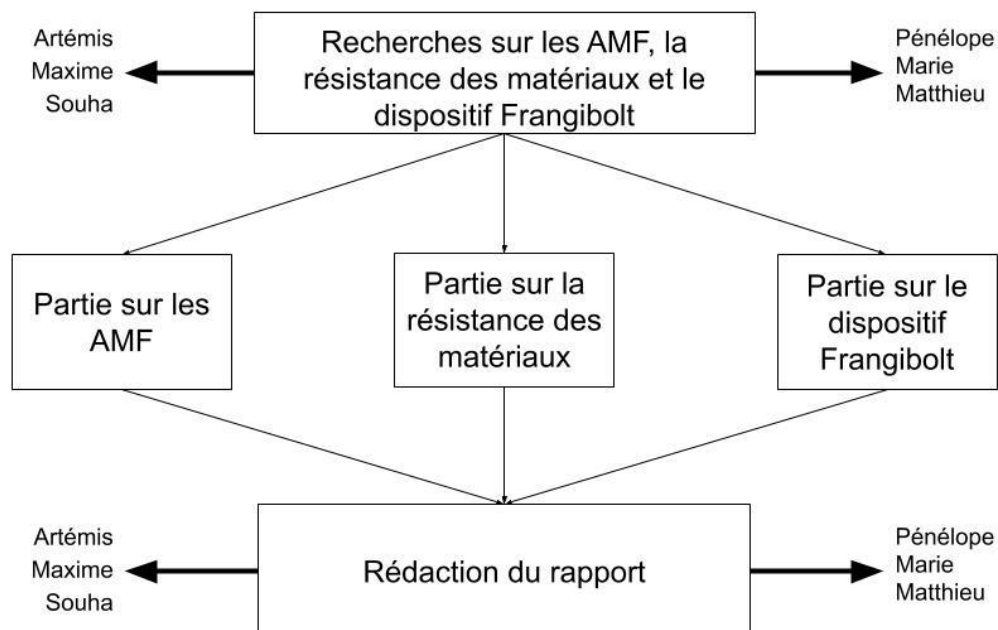 Artémis
Maxime
Souha
Recherches sur les AMF, la
résistance des matériaux et le
dispositif Frangibolt
Pénélope
Marie
Matthieu
Partie sur les
AMF
Partie sur la
résistance des
matériaux
Partie sur le
dispositif
Frangibolt
Artémis
Maxime
Souha
Rédaction du rapport
Pénélope
Marie
Matthieu